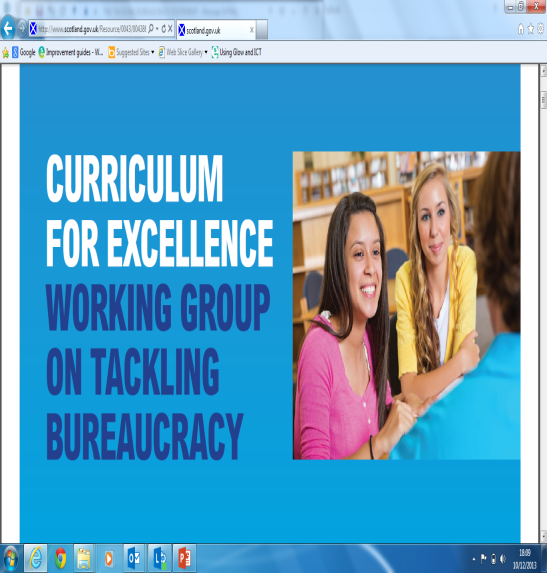 http://www.scotland.gov.uk/Resource/0043/00438
scotland.gov.uk
Google
Improvement guides - W...
Suggested Sites
Web Slice Gallery
Using Glow and ICT
CURRICULUM
FOR EXCELLENCE
WORKING GROUP
ON TACKLING
BUREAUCRACY
18:09
10/12/2013